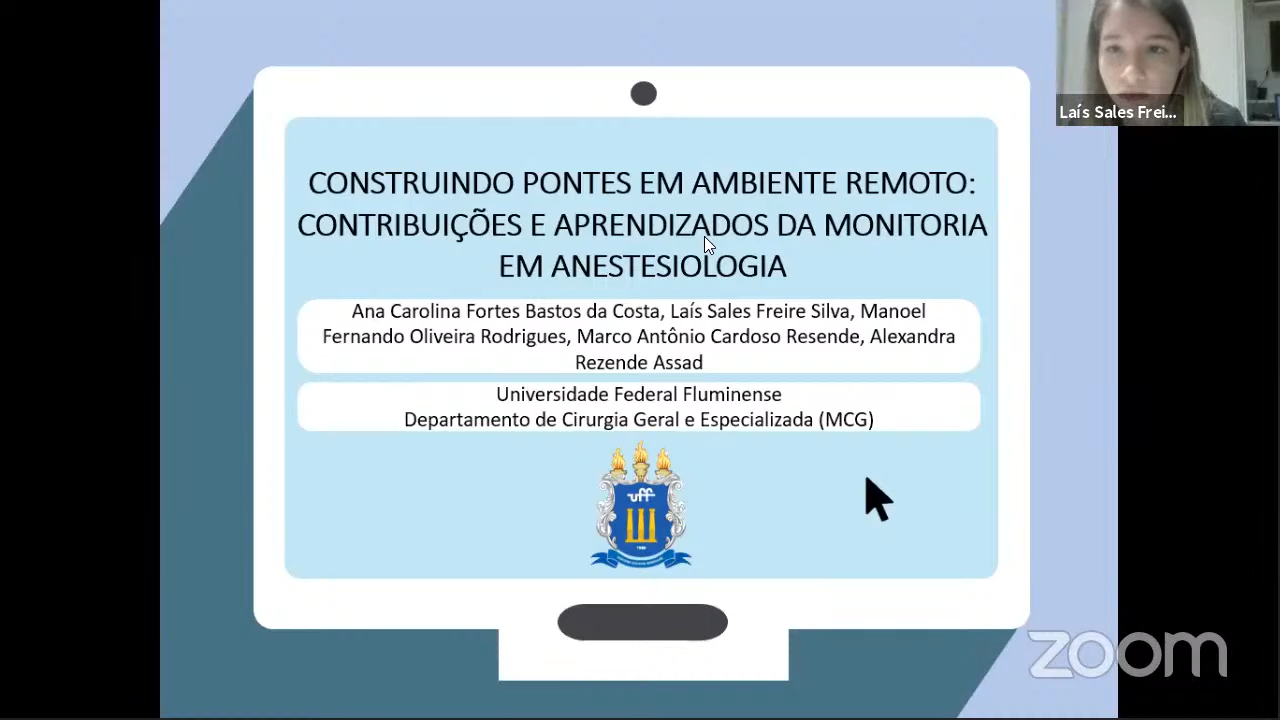 Laís Sales Frei...
CONSTRUINDO PONTES EM AMBIENTE REMOTO:
CONTRIBUIÇÕES E APRENDIZADOS DA MONITORIA
EM ANESTESIOLOGIA
Ana Carolina Fortes Bastos da Costa, Laís Sales Freire Silva, Manoel
Fernando Oliveira Rodrigues, Marco Antônio Cardoso Resende, Alexandra
Rezende Assad
Universidade Federal Fluminense
Departamento de Cirurgia Geral e Especializada (MCG)
uff
zoom